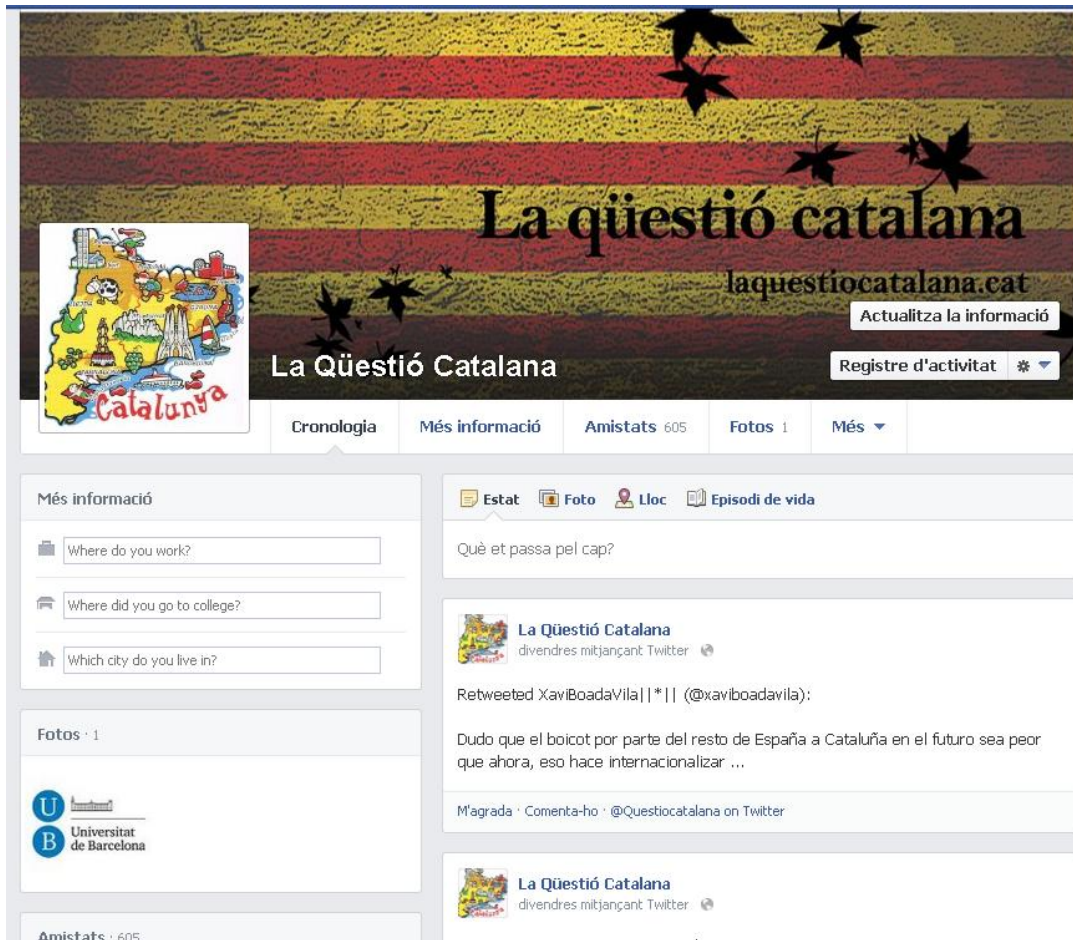 La qüestió catalana
laquestiocatalana.cat
Actualitza la informació
La Qüestió Catalana
Registre d'activitat
Catalunya
Cronologia
Més informació
Amistats 605
Fotos 1
Més
Més informació
Where do you work?
Where did you go to college?
Which city do you live in?
Fotos · 1
U
B
Universitat
de Barcelona
Amistats · 605
Estat
Foto
Lloc
Episodi de vida
Què et passa pel cap?
La Qüestió Catalana
divendres mitjançant Twitter
Retweeted XaviBoadaVila||*|| (@xaviboadavila):
Dudo que el boicot por parte del resto de España a Cataluña en el futuro sea peor
que ahora, eso hace internacionalizar ...
M'agrada · Comenta-ho · @Questiocatalana on Twitter
La Qüestió Catalana
divendres mitjançant Twitter